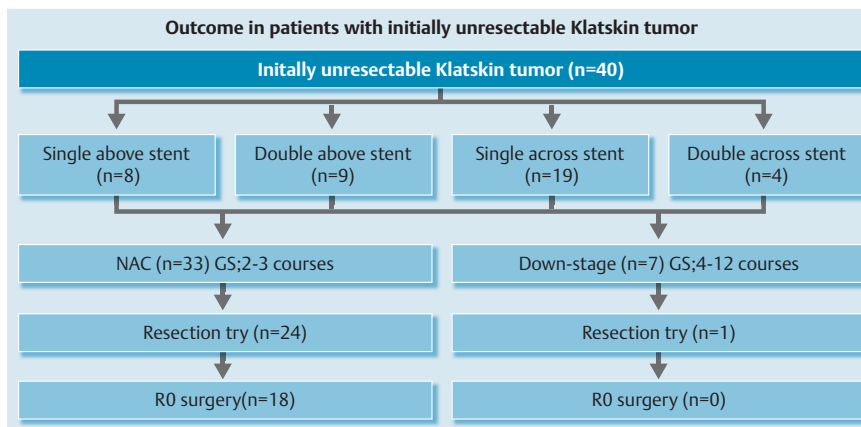 Outcome in patients with initially unresectable Klatskin tumor
Initally unresectable Klatskin tumor (n=40)
Single above stent
(n=8)
Double above stent
(n=9)
Single across stent
(n=19)
Double across stent
(n=4)
NAC (n=33) GS;2-3 courses
Down-stage (n=7) GS;4-12 courses
Resection try (n=24)
Resection try (n=1)
R0 surgery(n=18)
R0 surgery (n=0)